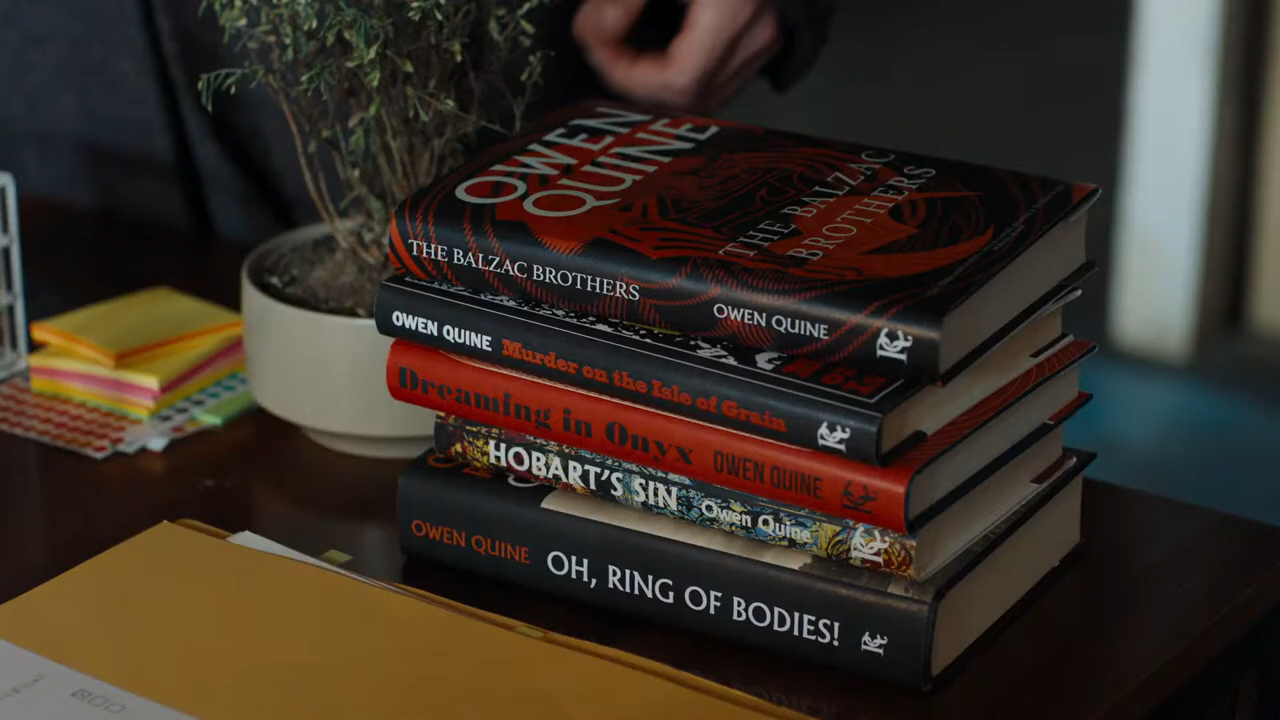 OWEN
QUINE
THE BALZAC
BROTHERS
THE BALZAC BROTHERS
OWEN QUINE
OWEN QUINE Murder on the Isle of Grain
Dreaming in Onyx OWEN QUINE
HOBART'S SIN Owen Quine
OWEN QUINE OH, RING OF BODIES!